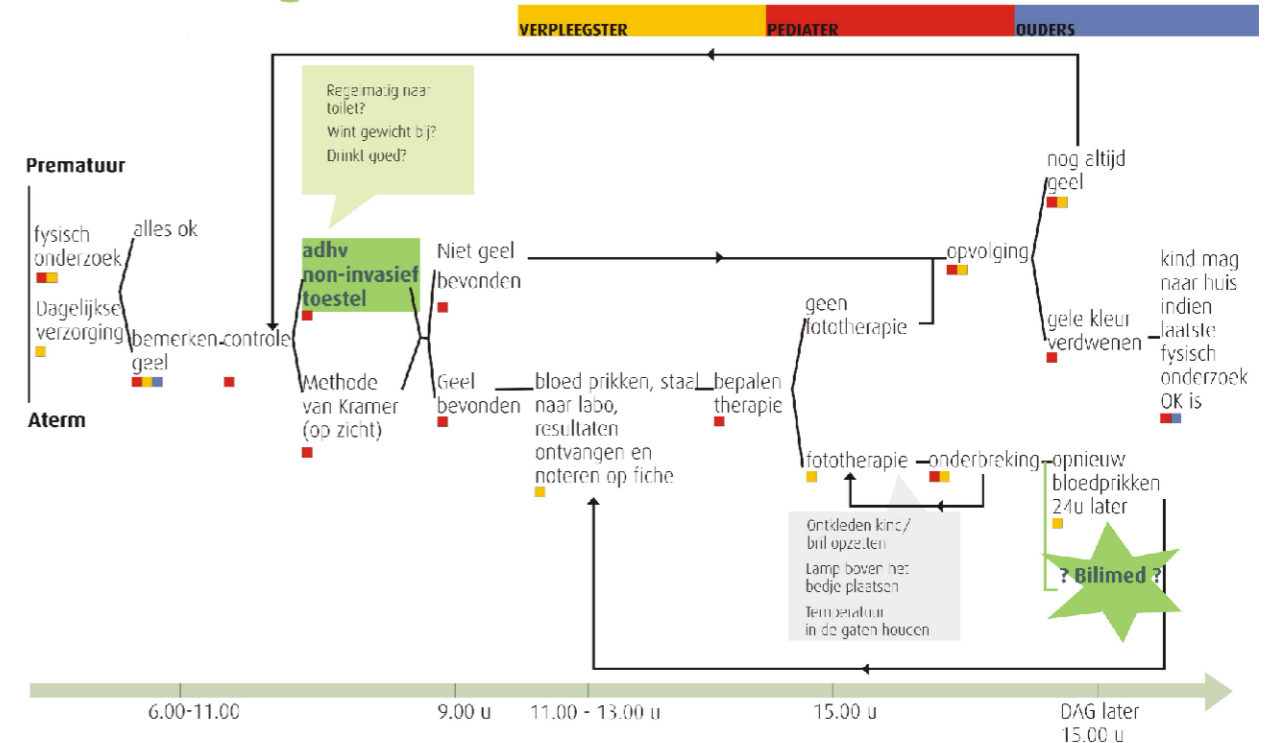 VERPLEEGSTER
PEDIATER
OUDERS
Regelmatig naar
toilet?
Wint gewicht bij?
Drinkt goed?
Prematuur
fysisch
onderzoek
Dagelijkse
verzorging
Aterm
alles ok
bemerken
geel
controle
adhv
non-invasief
toestel
Methode
van Kramer
(op zicht)
Niet geel
bevonden
Geel
bevonden
bloed prikken, staal
naar labo,
resultaten
ontvangen en
noteren op fiche
bepalen
therapie
geen
fototherapie
fototherapie
onderbreking
Ontkleden kind/
bril opzetten
Lamp boven het
bedje plaatsen
Temperatuur
in de gaten houden
opvolging
nog altijd
geel
gele kleur
verdwenen
kind mag
naar huis
indien
laatste
fysisch
onderzoek
OK is
opnieuw
bloedprikken
24u later
? Bilimed ?
6.00-11.00
9.00 u
11.00 - 13.00 u
15.00 u
DAG later
15.00 u